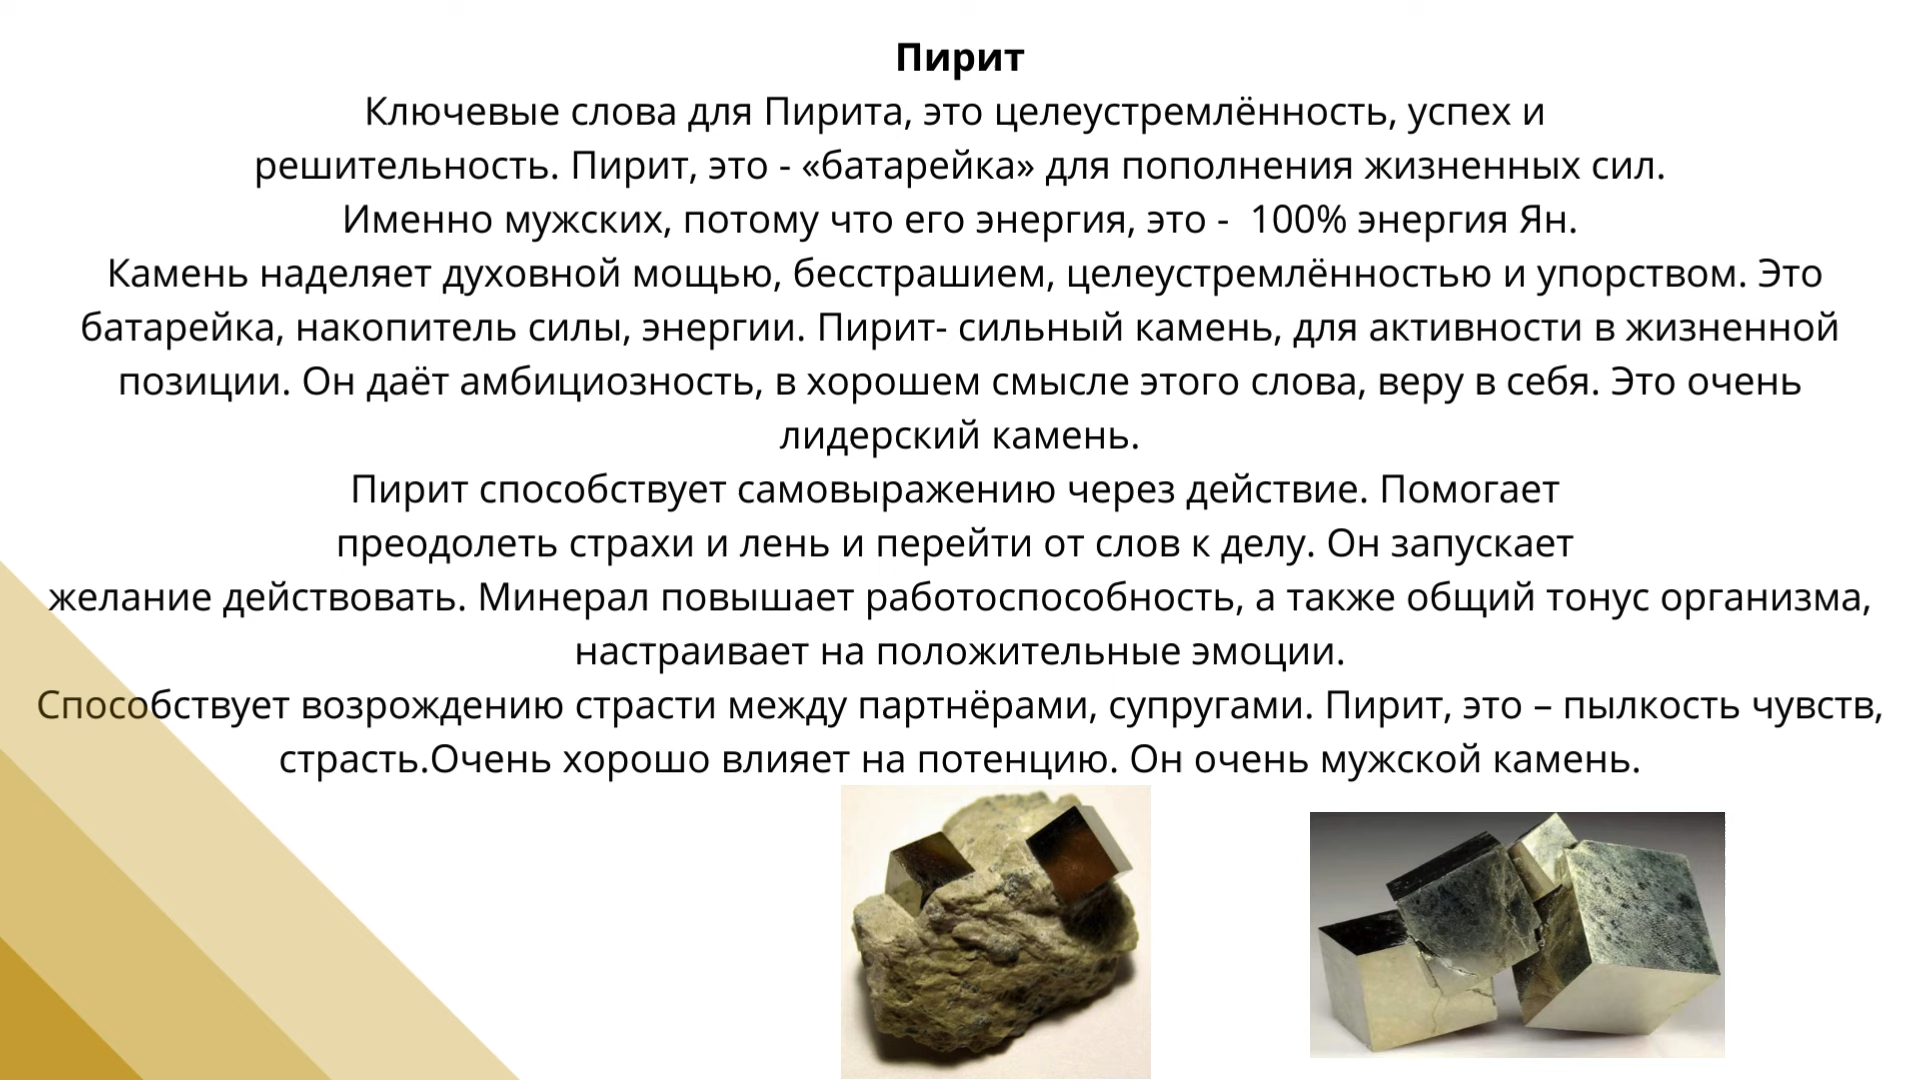 Пирит
Ключевые слова для Пирита, это целеустремлённость, успех и
решительность. Пирит, это - «батарейка» для пополнения жизненных сил.
Именно мужских, потому что его энергия, это -  100% энергия Ян.
Камень наделяет духовной мощью, бесстрашием, целеустремлённостью и упорством. Это
батарейка, накопитель силы, энергии. Пирит- сильный камень, для активности в жизненной
позиции. Он даёт амбициозность, в хорошем смысле этого слова, веру в себя. Это очень
лидерский камень.
Пирит способствует самовыражению через действие. Помогает
преодолеть страхи и лень и перейти от слов к делу. Он запускает
желание действовать. Минерал повышает работоспособность, а также общий тонус организма,
настраивает на положительные эмоции.
Способствует возрождению страсти между партнёрами, супругами. Пирит, это – пылкость чувств,
страсть.Очень хорошо влияет на потенцию. Он очень мужской камень.